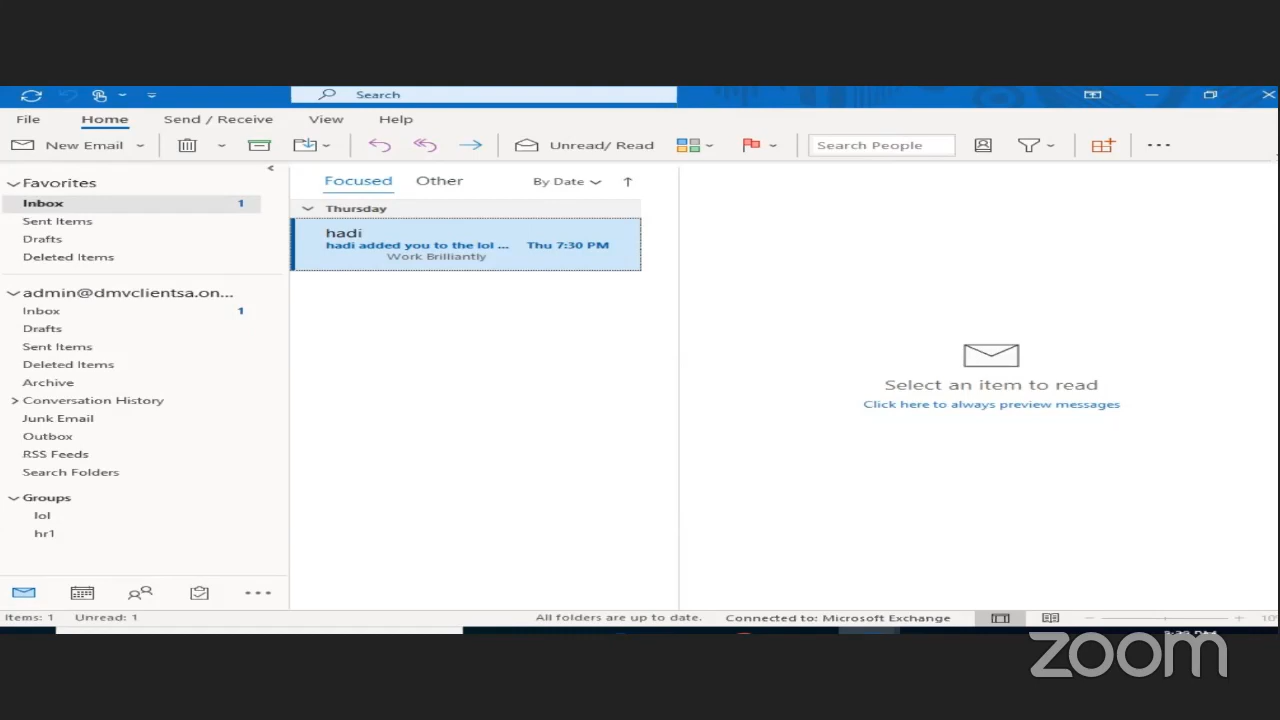 Search
File Home Send / Receive View Help
New Email Unread/ Read Search People
Favorites
Inbox 1
Sent Items
Drafts
Deleted Items
admin@dmvclientsa.on...
Inbox 1
Drafts
Sent Items
Deleted Items
Archive
Conversation History
Junk Email
Outbox
RSS Feeds
Search Folders
Groups
lol
hr1
Focused Other By Date
Thursday
hadi
hadi added you to the lol ... Thu 7:30 PM
Work Brilliantly
Select an item to read
Click here to always preview messages
Items: 1 Unread: 1 All folders are up to date. Connected to: Microsoft Exchange
zoom